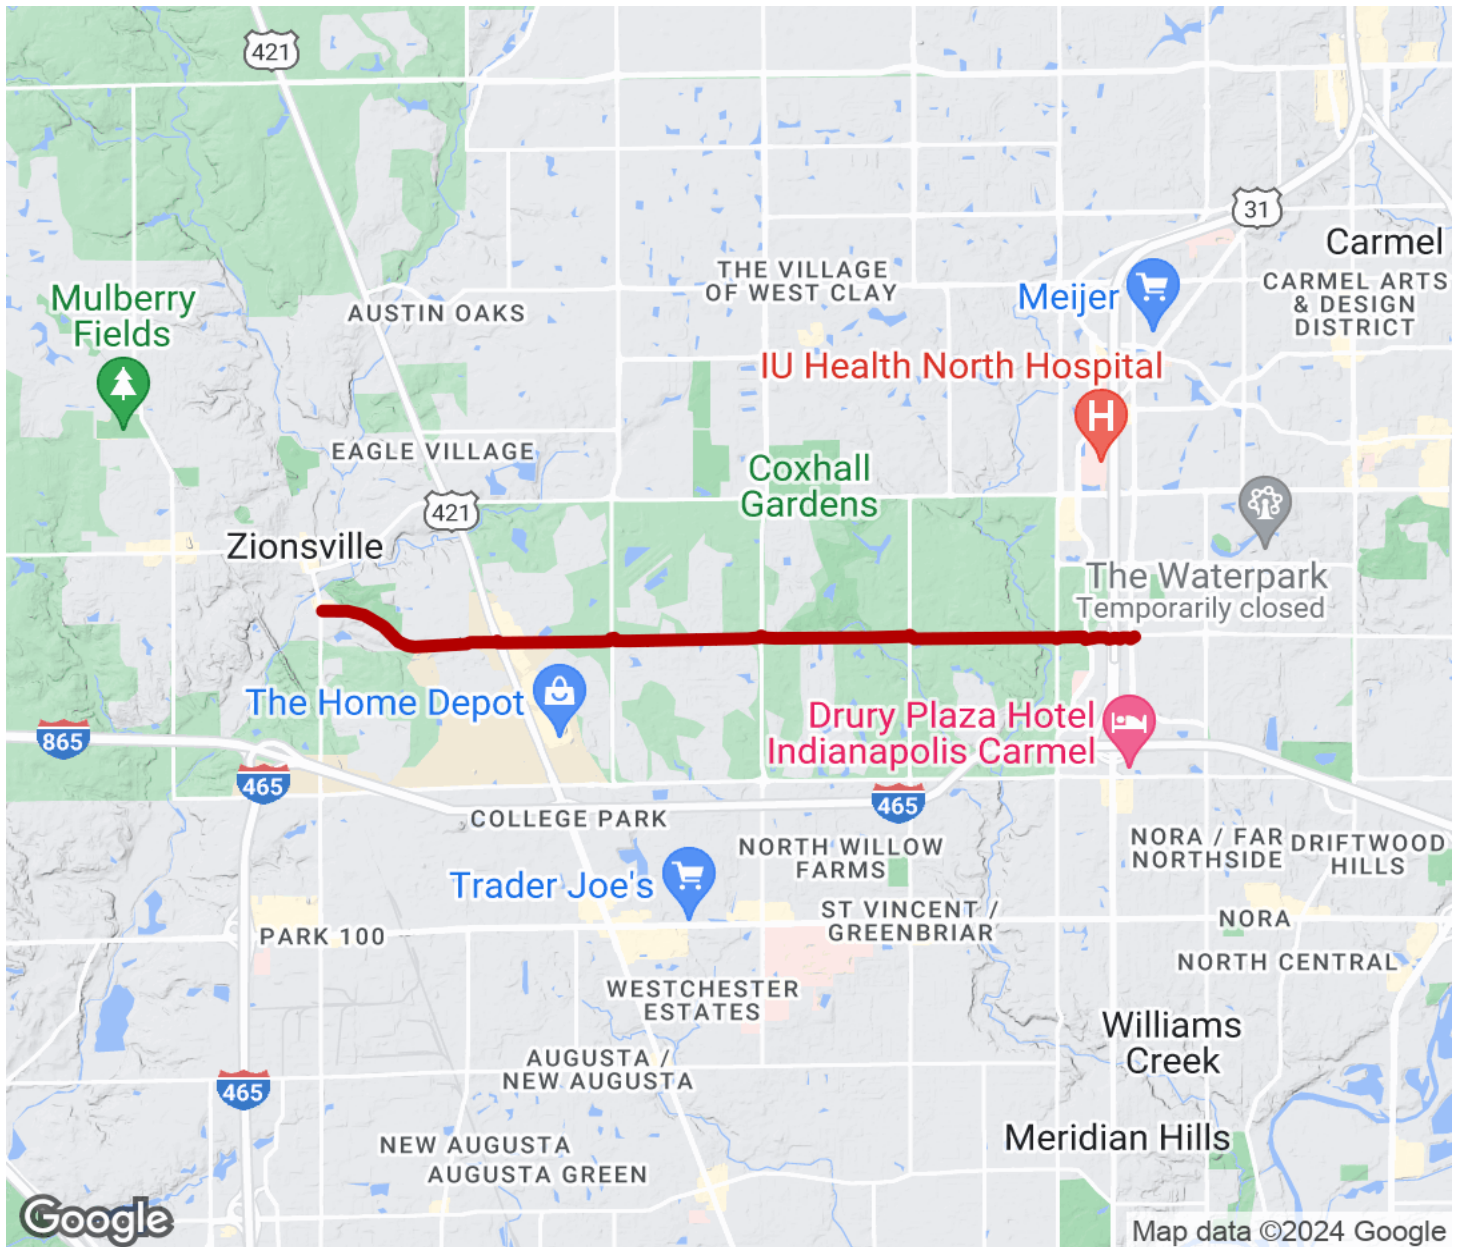 421
31
Carmel
THE VILLAGE
OF WEST CLAY
CARMEL ARTS
& DESIGN
DISTRICT
Mulberry
Fields
Meijer
AUSTIN OAKS
IU Health North Hospital
H
EAGLE VILLAGE
Coxhall
Gardens
421
Zionsville
The Waterpark
Temporarily closed
The Home Depot
Drury Plaza Hotel
Indianapolis Carmel
865
465
465
COLLEGE PARK
NORTH WILLOW
FARMS
NORA / FAR
NORTHSIDE
DRIFTWOOD
HILLS
Trader Joe's
ST VINCENT /
GREENBRIAR
NORA
PARK 100
NORTH CENTRAL
WESTCHESTER
ESTATES
Williams
Creek
AUGUSTA /
NEW AUGUSTA
465
NEW AUGUSTA
Meridian Hills
AUGUSTA GREEN
Google
Map data ©2024 Google